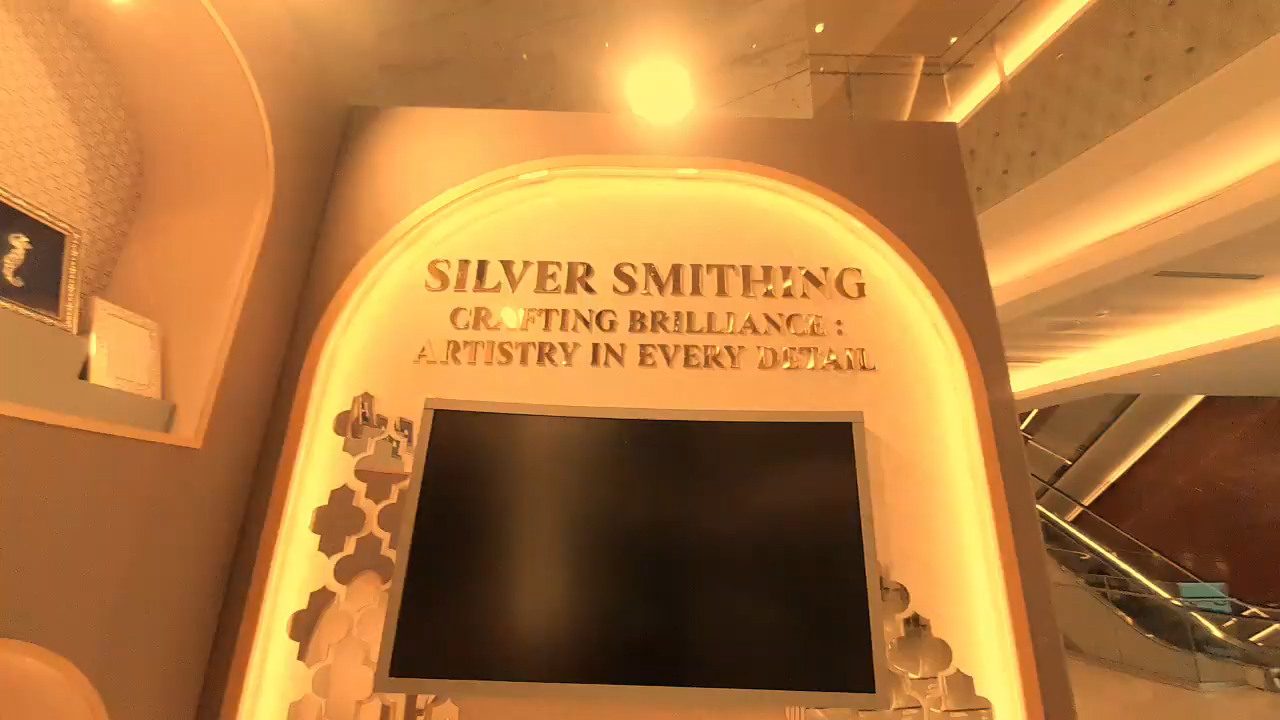 SILVER SMITHING
CRAFTING BRILLIANCE :
ARTISTRY IN EVERY DETAIL